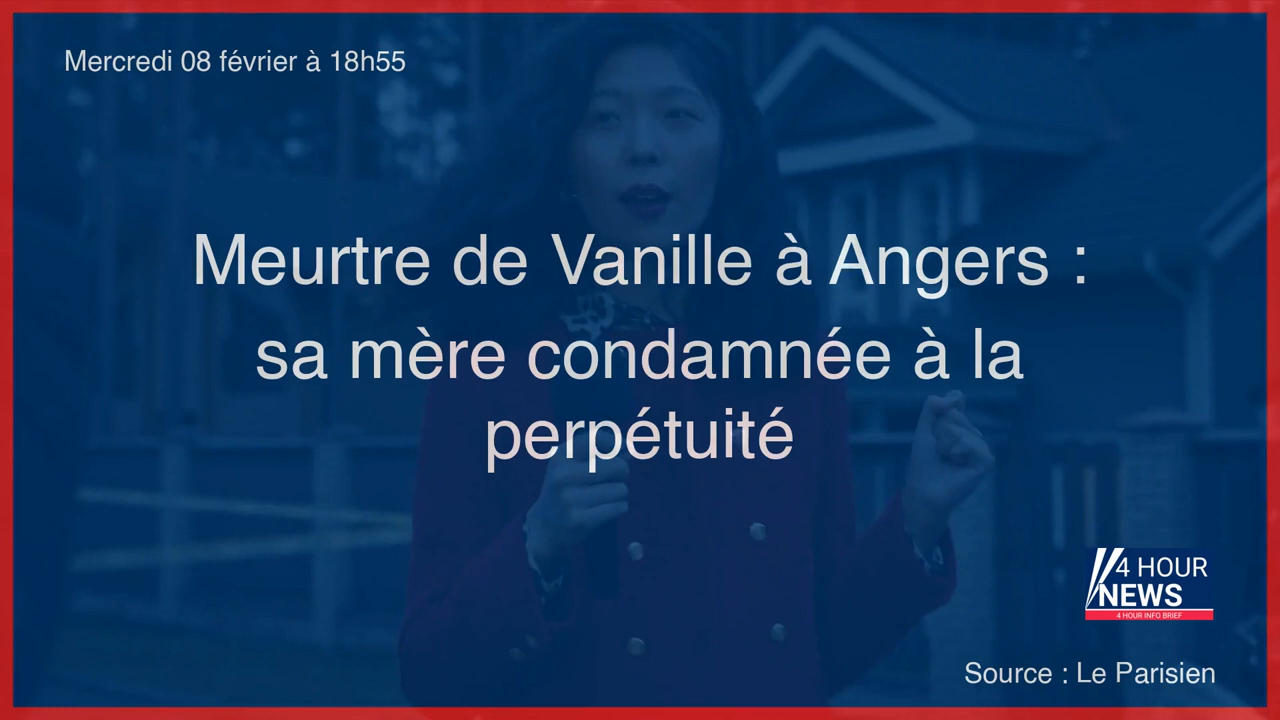 Mercredi 08 février à 18h55
Meurtre de Vanille à Angers :
sa mère condamnée à la
perpétuité
4 HOUR
NEWS
4 HOUR INFO BRIEF
Source : Le Parisien